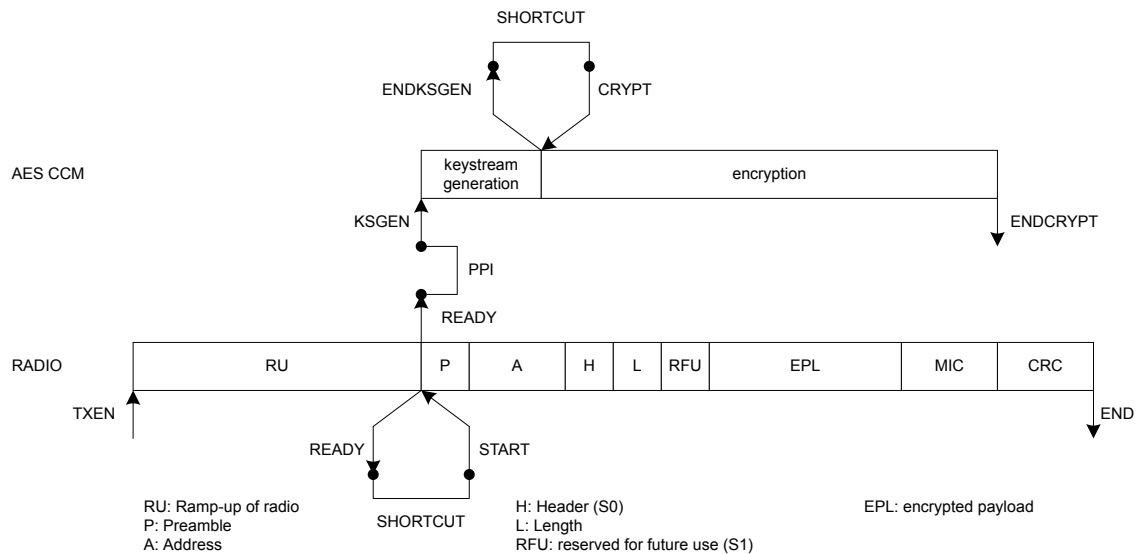 SHORTCUT
ENDKSGEN CRYPT
AES CCM
keystream
generation
encryption
KSGEN
ENDCRYPT
PPI
READY
RADIO RU P A H L RFU EPL MIC CRC
TXEN
END
READY START
SHORTCUT
RU: Ramp-up of radio
P: Preamble
A: Address
H: Header (S0)
L: Length
RFU: reserved for future use (S1)
EPL: encrypted payload